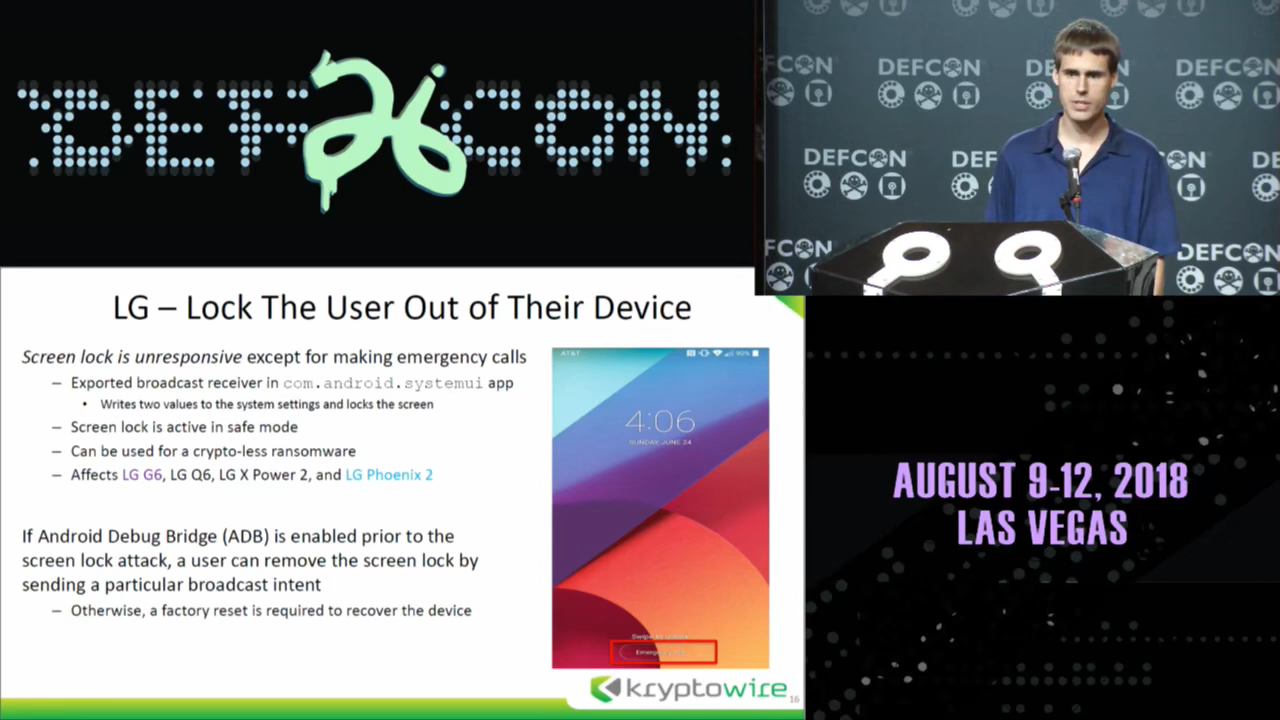 DEFCON
26
DEFCON
DEFCON
DEFCON
DEFCON
DEFCON
DEFCON
LG – Lock The User Out of Their Device
Screen lock is unresponsive except for making emergency calls
– Exported broadcast receiver in com.android.systemui app
• Writes two values to the system settings and locks the screen
– Screen lock is active in safe mode
– Can be used for a crypto-less ransomware
– Affects LG G6, LG Q6, LG X Power 2, and LG Phoenix 2
If Android Debug Bridge (ADB) is enabled prior to the
screen lock attack, a user can remove the screen lock by
sending a particular broadcast intent
– Otherwise, a factory reset is required to recover the
device
AT&T
90%
4:06
SUNDAY, JUNE 24
Swipe to unlock
kryptowire
16
AUGUST 9-12, 2018
LAS VEGAS